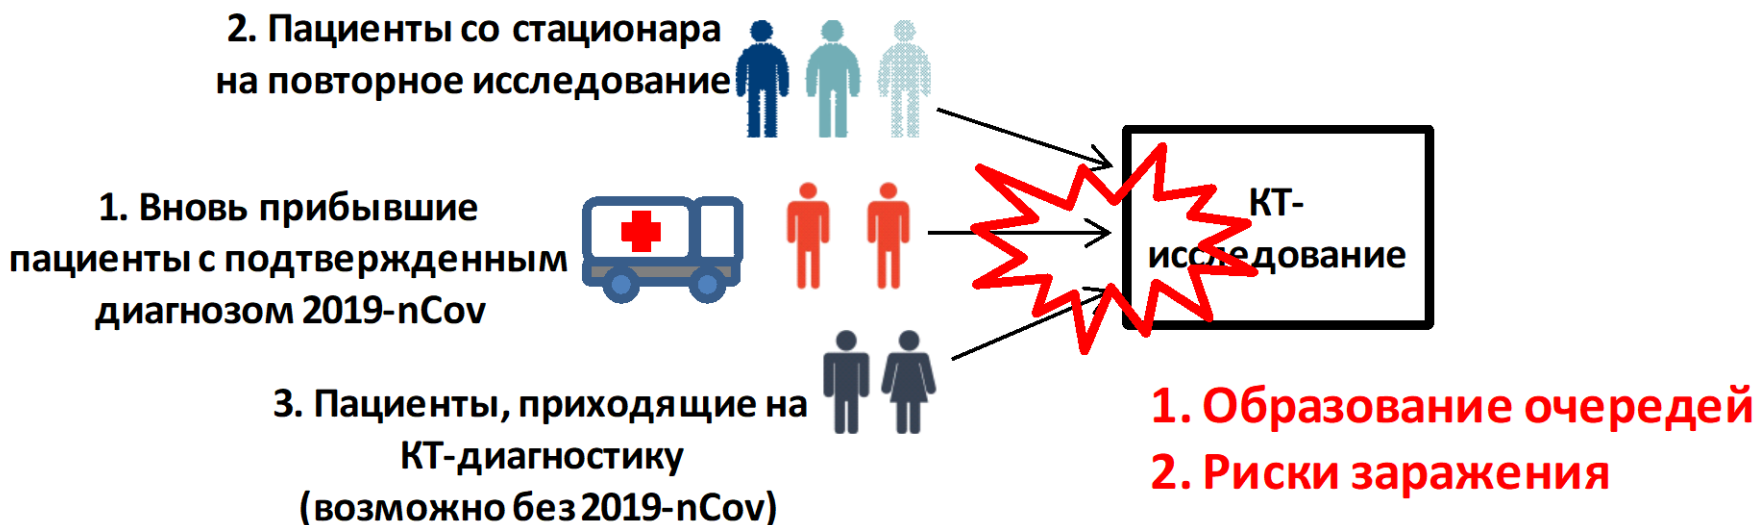 2. Пациенты со стационара
на повторное исследование
1. Вновь прибывшие
пациенты с подтвержденным
диагнозом 2019-nCov
3. Пациенты, приходящие на
КТ-диагностику
(возможно без 2019-nCov)
КТ-
исследование
1. Образование очередей
2. Риски заражения